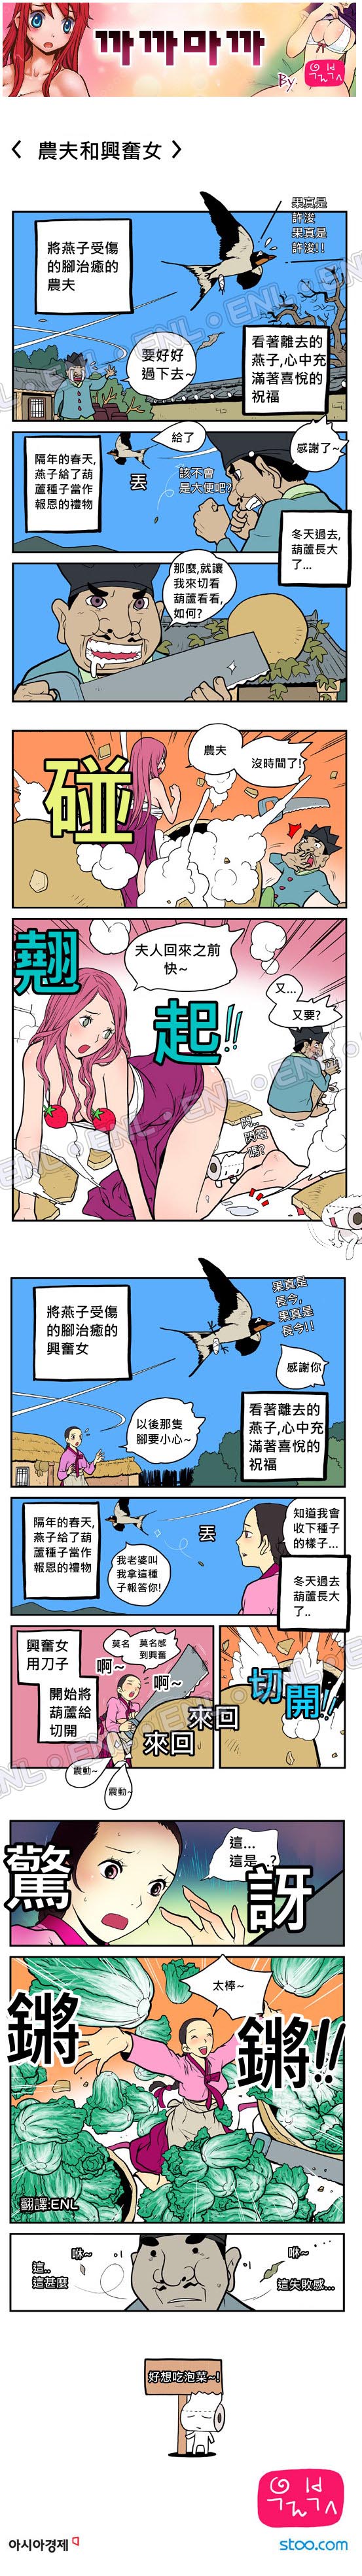 까까마까
By.
< 農夫和興奮女 >
果真是
許浚
果真是
許浚!!
將燕子受傷
的腳治癒的
農夫
要好好
過下去~
看著離去的
燕子,心中充
滿著喜悅的
祝福
隔年的春天,
燕子給了葫
蘆種子當作
報恩的禮物
丟
給了
該不會
是大便吧?
感謝了~
冬天過去,
葫蘆長大
了...
那麼,就讓
我來切看
葫蘆看看,
如何?
碰
農夫
沒時間了!
翹
起!!
夫人回來之前
快~
又...
又要?
閃..
閃電
嗎?
將燕子受傷
的腳治癒的
興奮女
果真是
長今,
果真是
長今!!
感謝你
以後那隻
腳要小心~
看著離去的
燕子,心中充
滿著喜悅的
祝福
隔年的春天,
燕子給了葫
蘆種子當作
報恩的禮物
丟
我老婆叫
我拿這種
子報答你!
知道我會
收下種子
的樣子...
冬天過去
葫蘆長大
了..
興奮女
用刀子
開始將
葫蘆給
切開
莫名
莫名感
到興奮
啊~
啊~
來回
來回
震動~
震動~
切開!!
驚
訝
這...
這是...?
鏘
鏘!!
太棒~
翻譯:ENL
咻~
咻~
這..
這甚麼
這失敗感...
好想吃泡菜~!
아시아경제
stoo.com
ENL